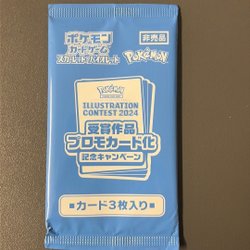 ポケモン
カードゲーム
スカーレット&バイオレット
非売品
Pokémon
Pokémon
ILLUSTRATION
CONTEST 2024
受賞作品
プロモカード化
記念キャンペーン
■カード3枚入り■